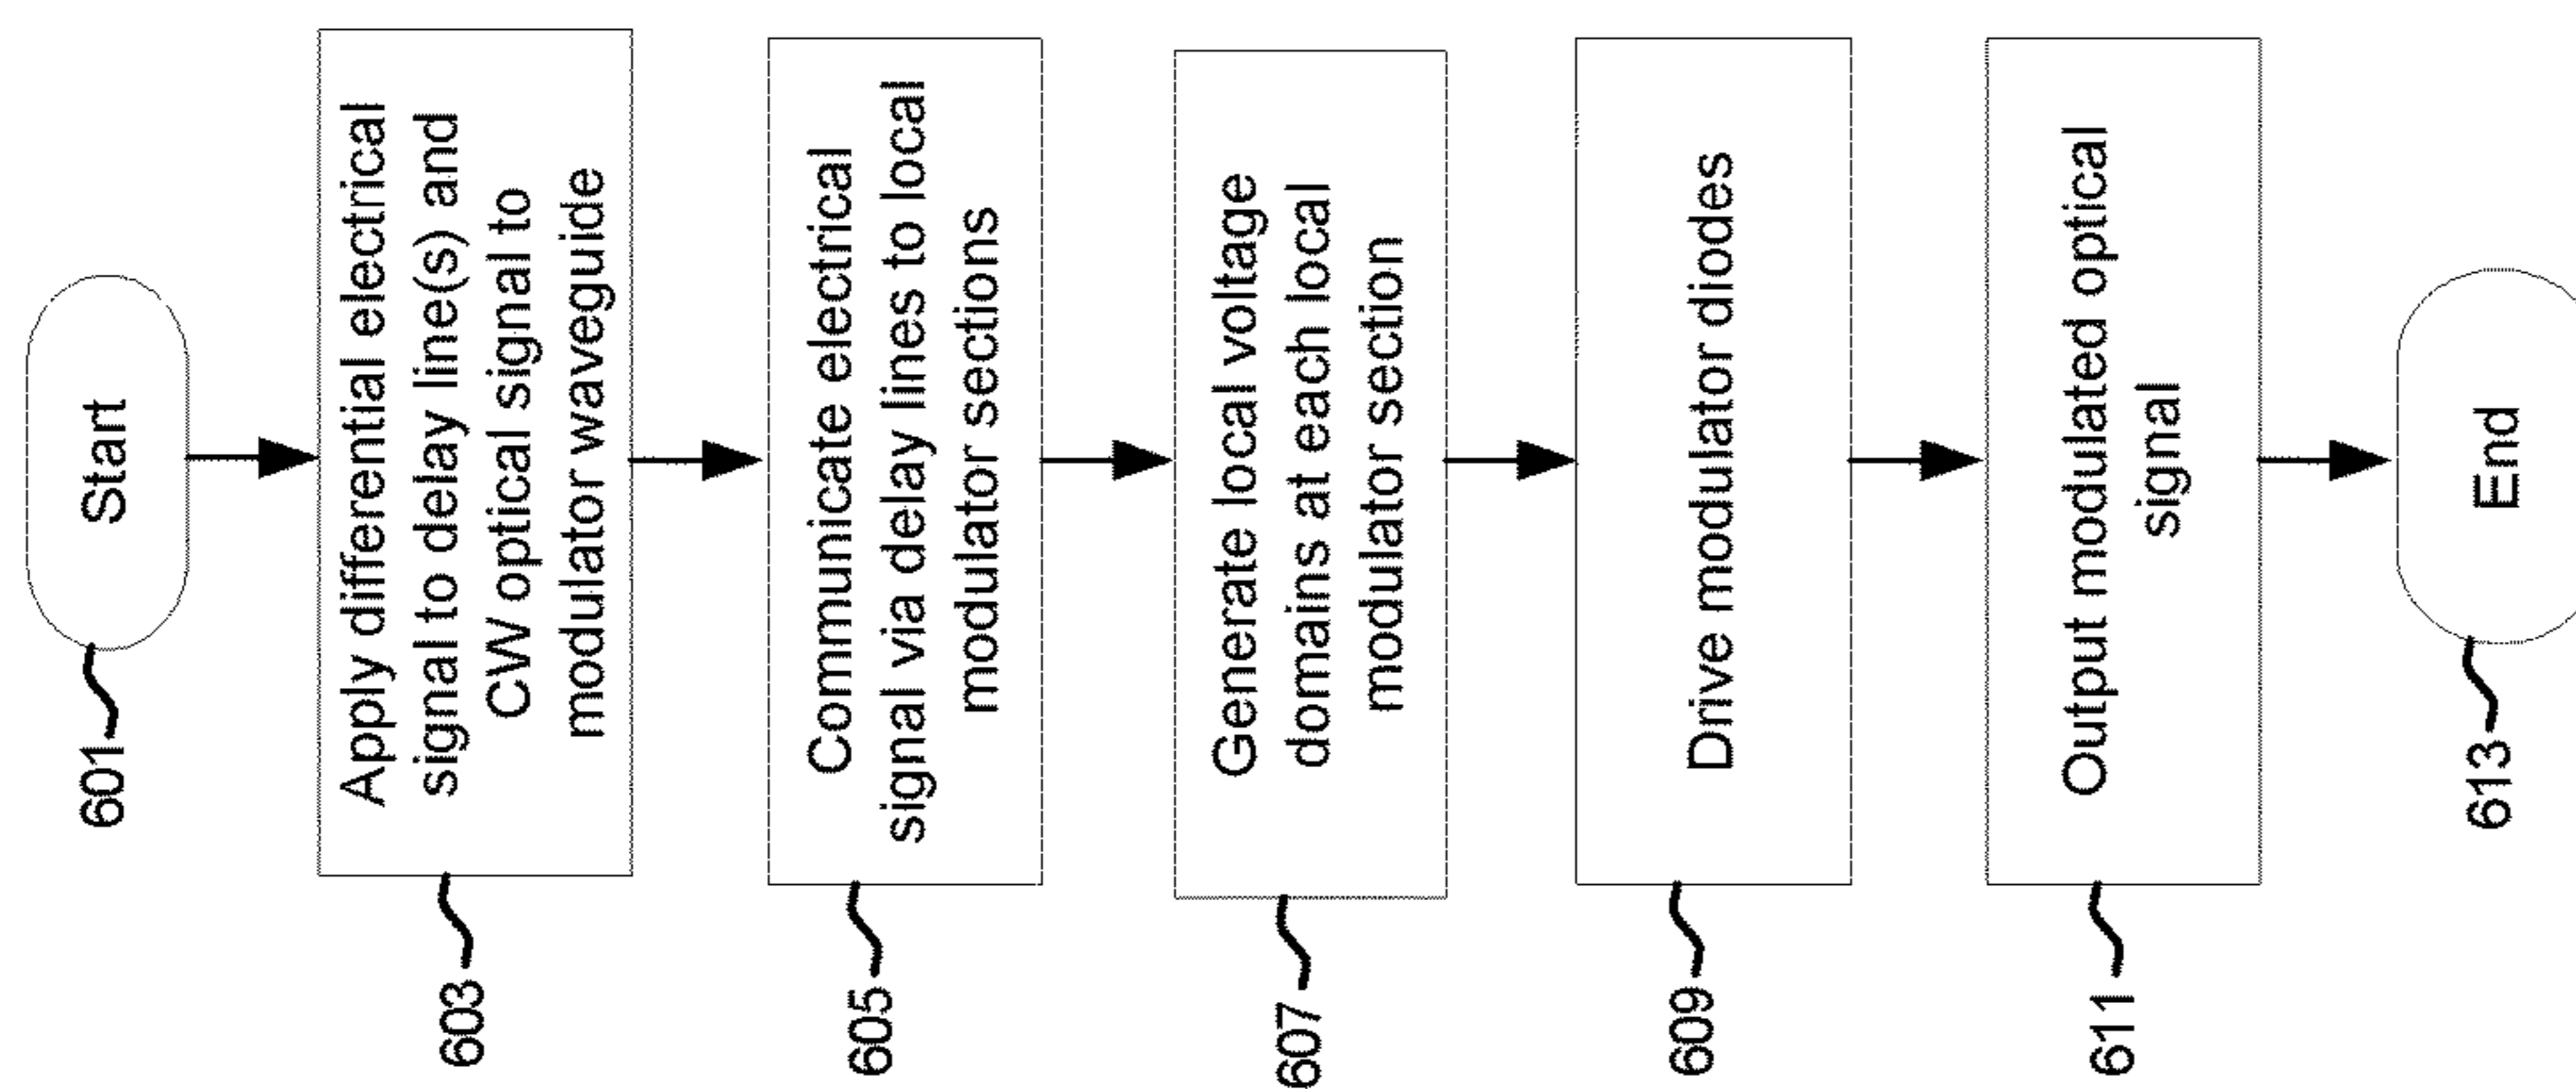 Start
601
Apply differential electrical
signal to delay line(s) and
CW optical signal to
modulator waveguide
603
Communicate electrical
signal via delay lines to local
modulator sections
605
Generate local voltage
domains at each local
modulator section
607
Drive modulator diodes
609
Output modulated optical
signal
611
End
613